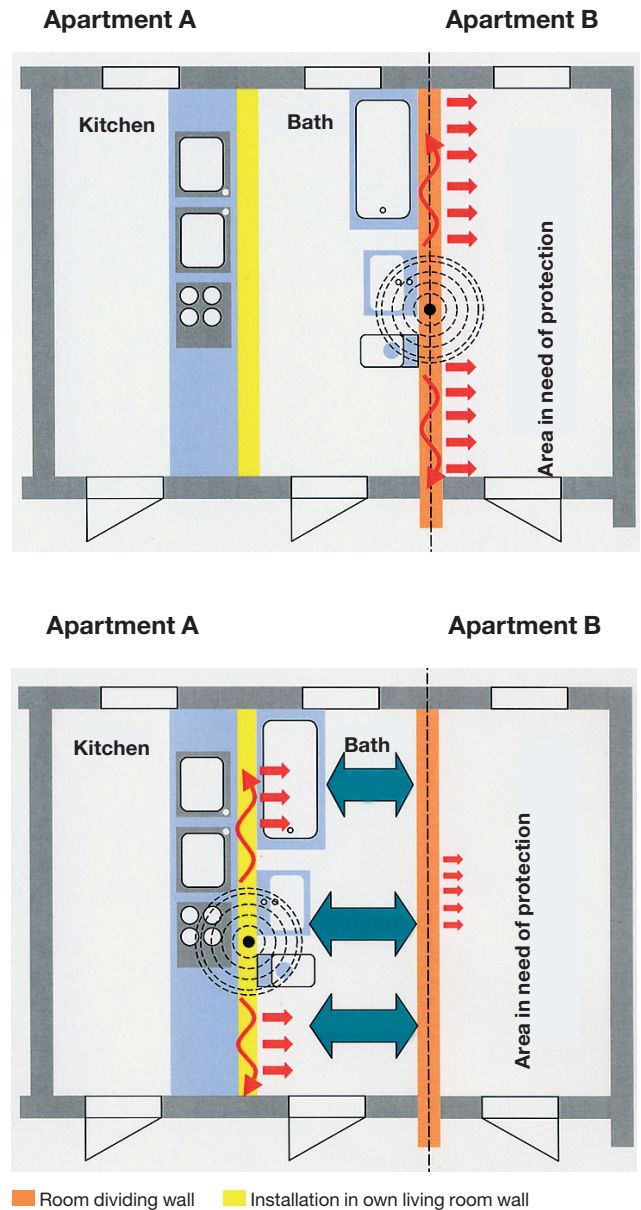 Apartment A
Apartment B
Kitchen
Bath
Area in need of protection
Apartment A
Apartment B
Kitchen
Bath
Area in need of protection
Room dividing wall
Installation in own living room wall